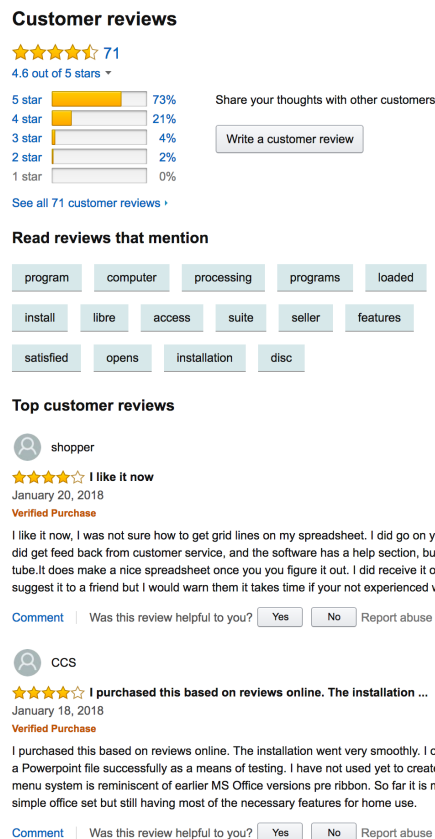 Customer reviews
71
4.6 out of 5 stars
5 star 73%
4 star 21%
3 star 4%
2 star 2%
1 star 0%
Share your thoughts with other customers
Write a customer review
See all 71 customer reviews
Read reviews that mention
program computer processing programs loaded
install libre access suite seller features
satisfied opens installation disc
Top customer reviews
shopper
I like it now
January 20, 2018
Verified Purchase
I like it now, I was not sure how to get grid lines on my spreadsheet. I did go on y
did get feed back from customer service, and the software has a help section, bu
tube.It does make a nice spreadsheet once you you figure it out. I did receive it o
suggest it to a friend but I would warn them it takes time if your not experienced
Comment Was this review helpful to you? Yes No Report abuse
CCS
I purchased this based on reviews online. The installation ...
January 18, 2018
Verified Purchase
I purchased this based on reviews online. The installation went very smoothly. I
a Powerpoint file successfully as a means of testing. I have not used yet to create
menu system is reminiscent of earlier MS Office versions pre ribbon. So far it is
simple office set but still having most of the necessary features for home use.
Comment Was this review helpful to you? Yes No Report abuse